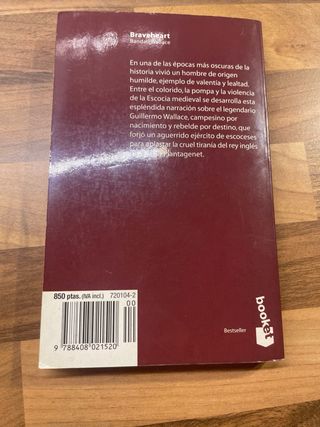 Braveheart
Randall Wallace
En una de las épocas más oscuras de la
historia vivió un hombre de origen
humilde, ejemplo de valentía y lealtad.
Entre el colorido, la pompa y la violencia
de la Escocia medieval se desarrolla esta
espléndida narración sobre el legendario
Guillermo Wallace, campesino por
nacimiento y rebelde por destino, que
forjó un aguerrido ejército de escoceses
para aplastar la cruel tiranía del rey inglés
Plantagenet.
850 ptas. (IVA incl.) 720104-2
00
9 788408 021520
Bestseller
booket